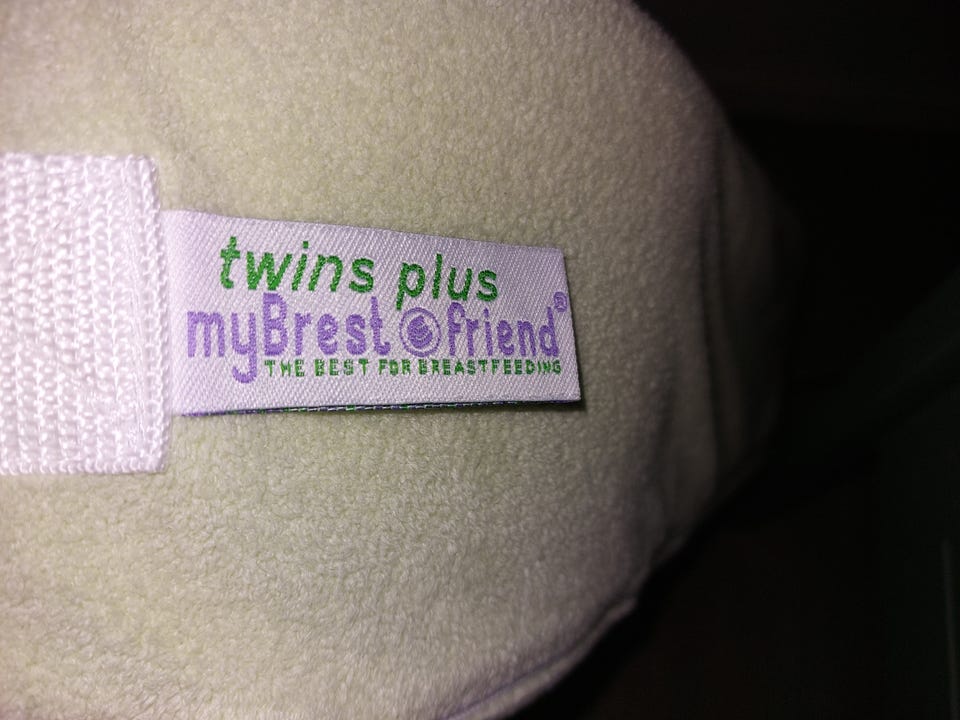 twins plus
myBrest friend®
THE BEST FOR BREASTFEEDING